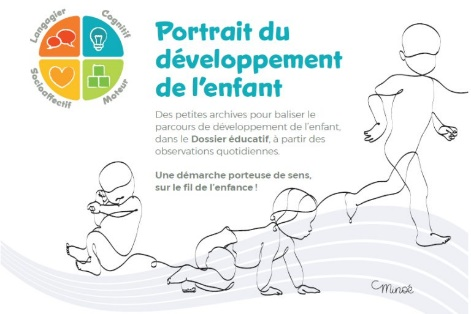 Langagier
Cognitif
Socioaffectif
Moteur
Portrait du
développement
de l'enfant
Des petites archives pour baliser le
parcours de développement de l'enfant,
dans le Dossier éducatif, à partir des
observations quotidiennes.
Une démarche porteuse de sens,
sur le fil de l'enfance !
Minoé